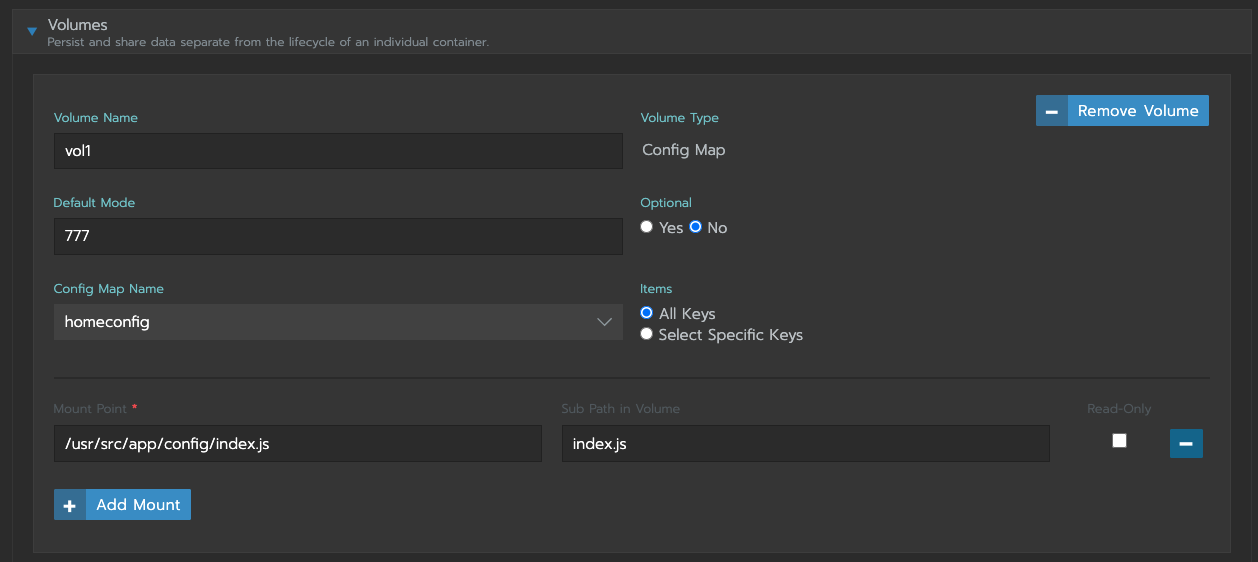 Volumes
Persist and share data separate from the lifecycle of an individual container.
Remove Volume
Volume Name
Volume Type
vol1
Config Map
Default Mode
Optional
777
Yes No
Config Map Name
Items
homeconfig
All Keys
Select Specific Keys
Mount Point *
Sub Path in Volume
Read-Only
/usr/src/app/config/index.js
index.js
Add Mount